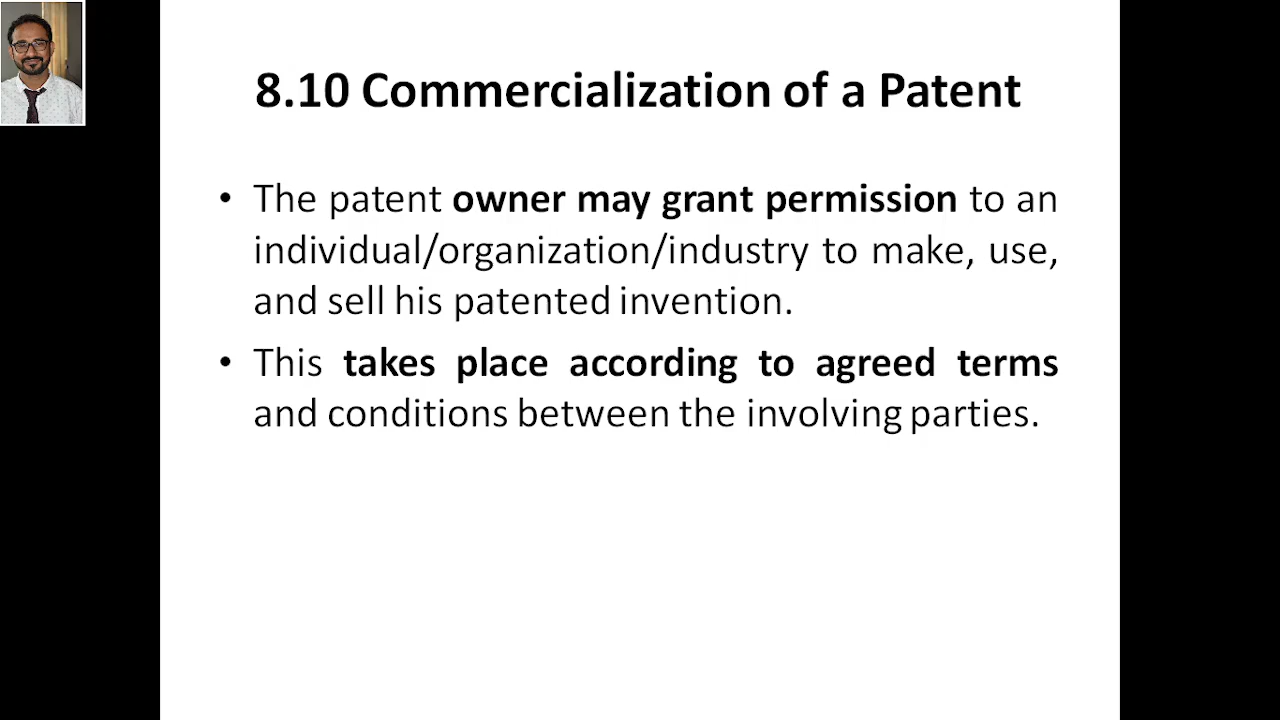 8.10 Commercialization of a Patent
• The patent owner may grant permission to an
individual/organization/industry to make, use,
and sell his patented invention.
• This takes place according to agreed terms
and conditions between the involving parties.